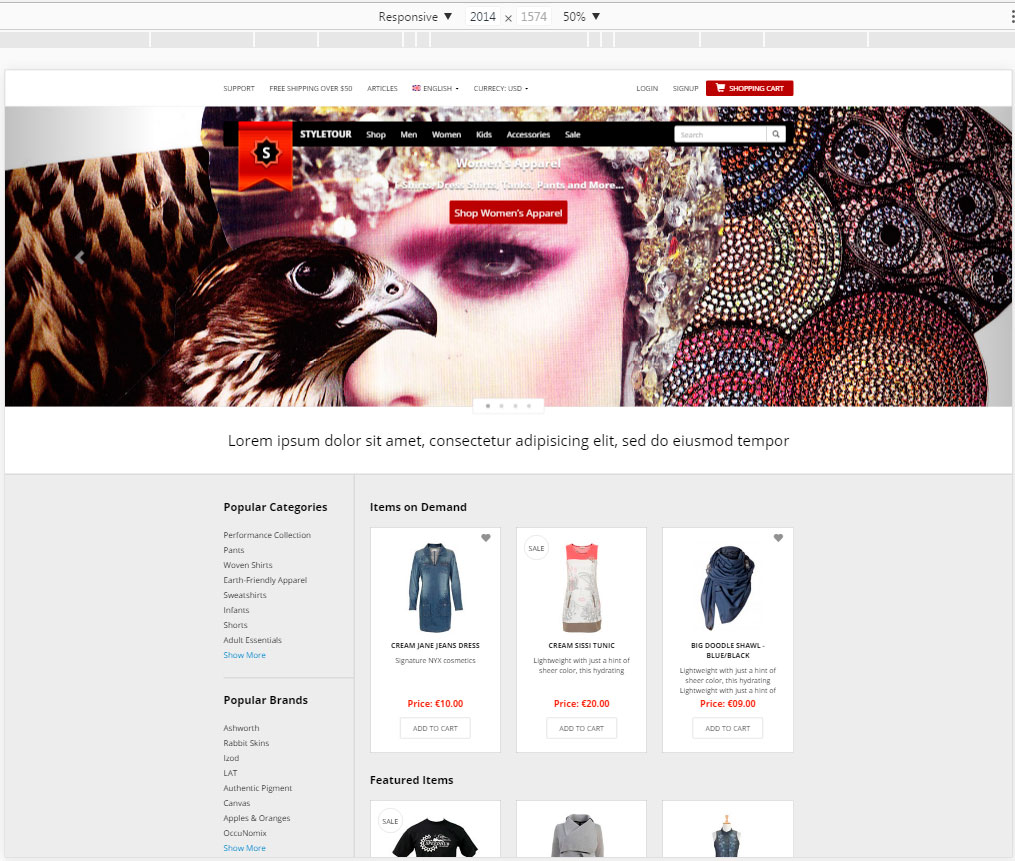 Responsive ▼ 2014 × 1574 50% ▼
SUPPORT FREE SHIPPING OVER $50 ARTICLES ENGLISH CURRECY: USD LOGIN SIGNUP SHOPPING CART
S STYLETOUR Shop Men Women Kids Accessories Sale Search
Women's Apparel
T-Shirts, Dress Shirts, Tanks, Pants and More...
Shop Women's Apparel
Lorem ipsum dolor sit amet, consectetur adipisicing elit, sed do eiusmod tempor
Popular Categories
Performance Collection
Pants
Woven Shirts
Earth-Friendly Apparel
Sweatshirts
Infants
Shorts
Adult Essentials
Show More
Popular Brands
Ashworth
Rabbit Skins
Izod
LAT
Authentic Pigment
Canvas
Apples & Oranges
OccuNomix
Show More
Items on Demand
CREAM JANE JEANS DRESS
Signature NYX cosmetics
Price: €10.00
ADD TO CART
SALE
CREAM SISSI TUNIC
Lightweight with just a hint of
sheer color, this hydrating
Price: €20.00
ADD TO CART
BIG DOODLE SHAWL -
BLUE/BLACK
Lightweight with just a hint of
sheer color, this hydrating
Lightweight with just a hint of
Price: €09.00
ADD TO CART
Featured Items
SALE